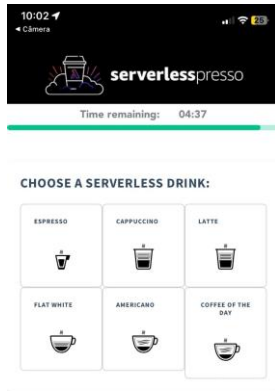 10:02
25
◀ Câmera
serverlesspresso
Time remaining: 04:37
CHOOSE A SERVERLESS DRINK:
ESPRESSO
CAPPUCCINO
LATTE
FLAT WHITE
AMERICANO
COFFEE OF THE
DAY